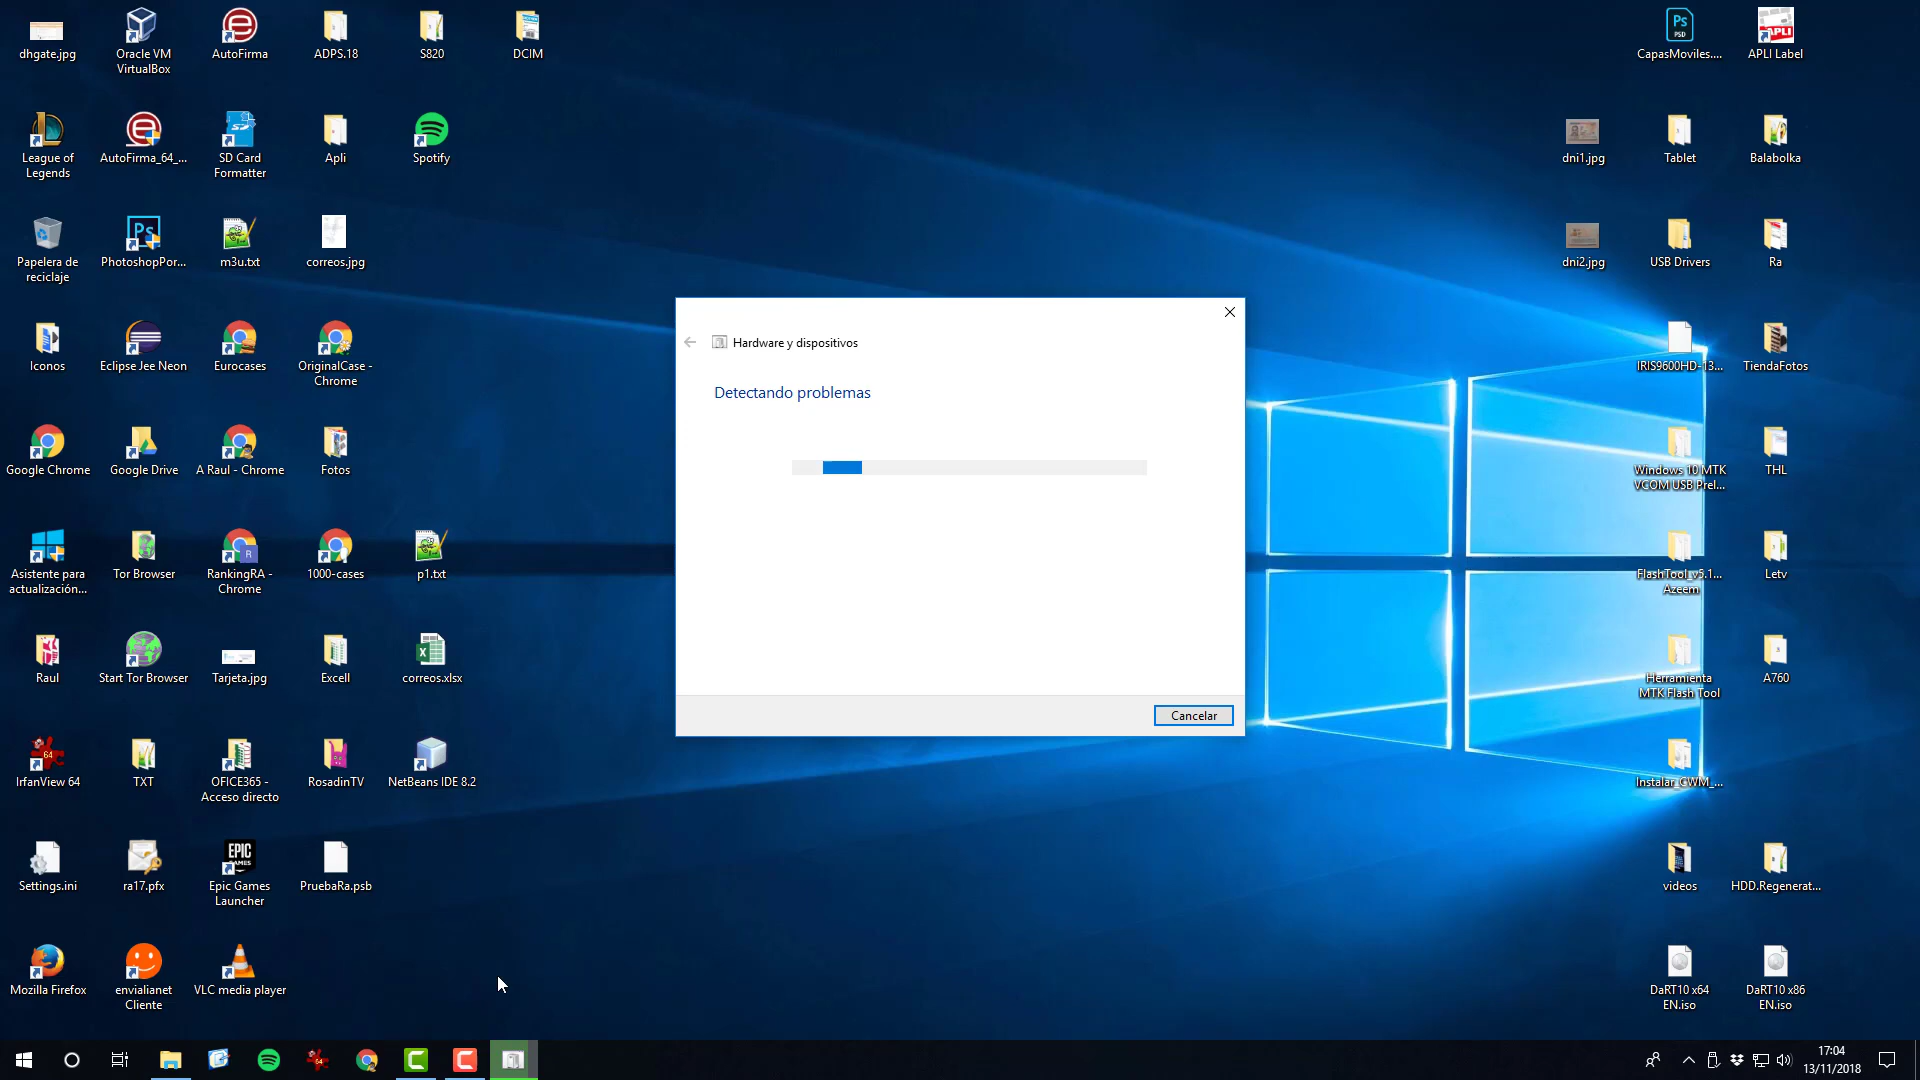 dhgate.jpg
Oracle VM
VirtualBox
AutoFirma
ADPS.18
S820
DCIM
CapasMoviles....
APLI Label
League of
Legends
AutoFirma_64_...
SD Card
Formatter
Apli
Spotify
dni1.jpg
Tablet
Balabolka
Papelera de
reciclaje
PhotoshopPor...
m3u.txt
correos.jpg
dni2.jpg
USB Drivers
Ra
Iconos
Eclipse Jee Neon
Eurocases
OriginalCase -
Chrome
IRIS9600HD-13...
TiendaFotos
Hardware y dispositivos
Detectando problemas
Cancelar
Google Chrome
Google Drive
A Raul - Chrome
Fotos
Windows 10 MTK
VCOM USB Prel...
THL
Asistente para
actualización...
Tor Browser
RankingRA -
Chrome
1000-cases
p1.txt
FlashTool_v5.1...
Azeem
Letv
Raul
Start Tor Browser
Tarjeta.jpg
Excell
correos.xlsx
Herramienta
MTK Flash Tool
A760
IrfanView 64
TXT
OFICE365 -
Acceso directo
RosadinTV
NetBeans IDE 8.2
Instalar_CWM_...
Settings.ini
ra17.pfx
EPIC
GAMES
Epic Games
Launcher
PruebaRa.psb
videos
HDD.Regenerat...
Mozilla Firefox
envialianet
Cliente
VLC media player
DaRT10 x64
EN.iso
DaRT10 x86
EN.iso
17:04
13/11/2018